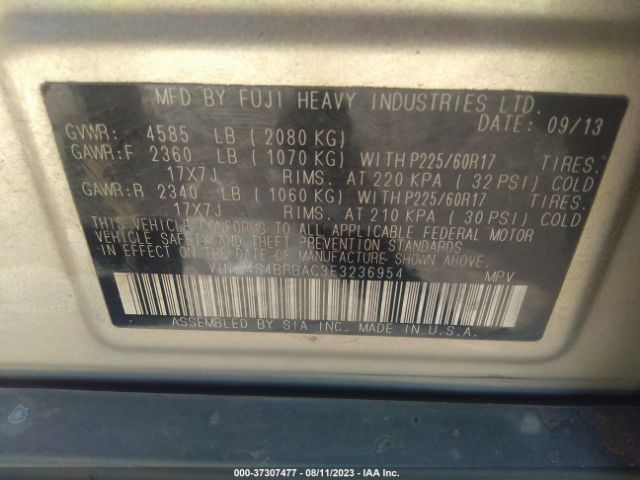 MFD BY FUJI HEAVY INDUSTRIES LTD.
DATE: 09/13
GVWR: 4585 LB ( 2080 KG)
GAWR:F 2360 LB ( 1070 KG) WITH P225/60R17 TIRES.
17X7J RIMS. AT 220 KPA ( 32 PSI) COLD
GAWR:R 2340 LB ( 1060 KG) WITH P225/60R17 TIRES.
17X7J RIMS. AT 210 KPA ( 30 PSI) COLD
THIS VEHICLE CONFORMS TO ALL APPLICABLE FEDERAL MOTOR
VEHICLE SAFETY AND THEFT PREVENTION STANDARDS
IN EFFECT ON THE DATE OF MANUFACTURE SHOWN ABOVE.
VIN: 4S4BRBAC3E3236954 MPV
ASSEMBLED BY SIA INC. MADE IN U.S.A.
000-37307477 - 08/11/2023 - IAA Inc.